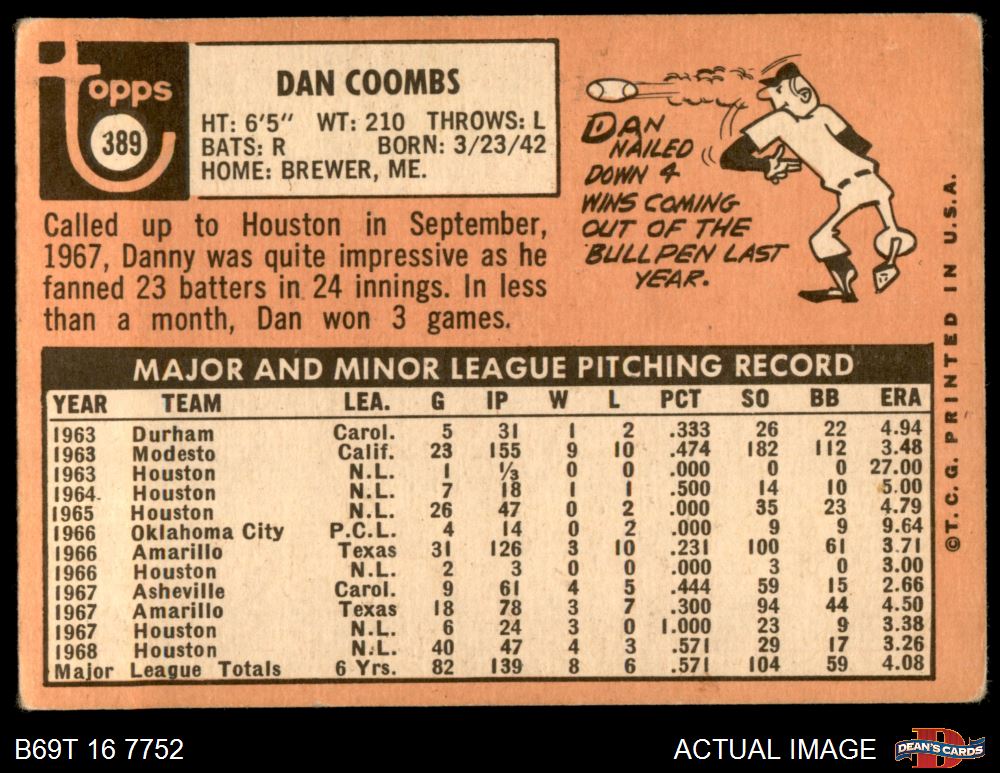 topps
389
DAN COOMBS
HT: 6'5" WT: 210 THROWS: L
BATS: R BORN: 3/23/42
HOME: BREWER, ME.
Called up to Houston in September,
1967, Danny was quite impressive as he
fanned 23 batters in 24 innings. In less
than a month, Dan won 3 games.
DAN
NAILED
DOWN 4
WINS COMING
OUT OF THE
BULLPEN LAST
YEAR.
MAJOR AND MINOR LEAGUE PITCHING RECORD
YEAR TEAM LEA. G IP W L PCT SO BB ERA
1963 Durham Carol. 5 31 1 2 .333 26 22 4.94
1963 Modesto Calif. 23 155 9 10 .474 182 112 3.48
1963 Houston N.L. 1 1/3 0 0 .000 0 0 27.00
1964 Houston N.L. 7 18 1 1 .500 14 10 5.00
1965 Houston N.L. 26 47 0 2 .000 35 23 4.79
1966 Oklahoma City P.C.L. 4 14 0 2 .000 9 9 9.64
1966 Amarillo Texas 31 126 3 10 .231 100 61 3.71
1966 Houston N.L. 2 3 0 0 .000 3 0 3.00
1967 Asheville Carol. 9 61 4 5 .444 59 15 2.66
1967 Amarillo Texas 18 78 3 7 .300 94 44 4.50
1967 Houston N.L. 6 24 3 0 1.000 23 9 3.38
1968 Houston N.L. 40 47 4 3 .571 29 17 3.26
Major League Totals 6 Yrs. 82 139 8 6 .571 104 59 4.08
©T.C.G. PRINTED IN U.S.A.
B69T 16 7752
ACTUAL IMAGE
DEAN'S CARDS